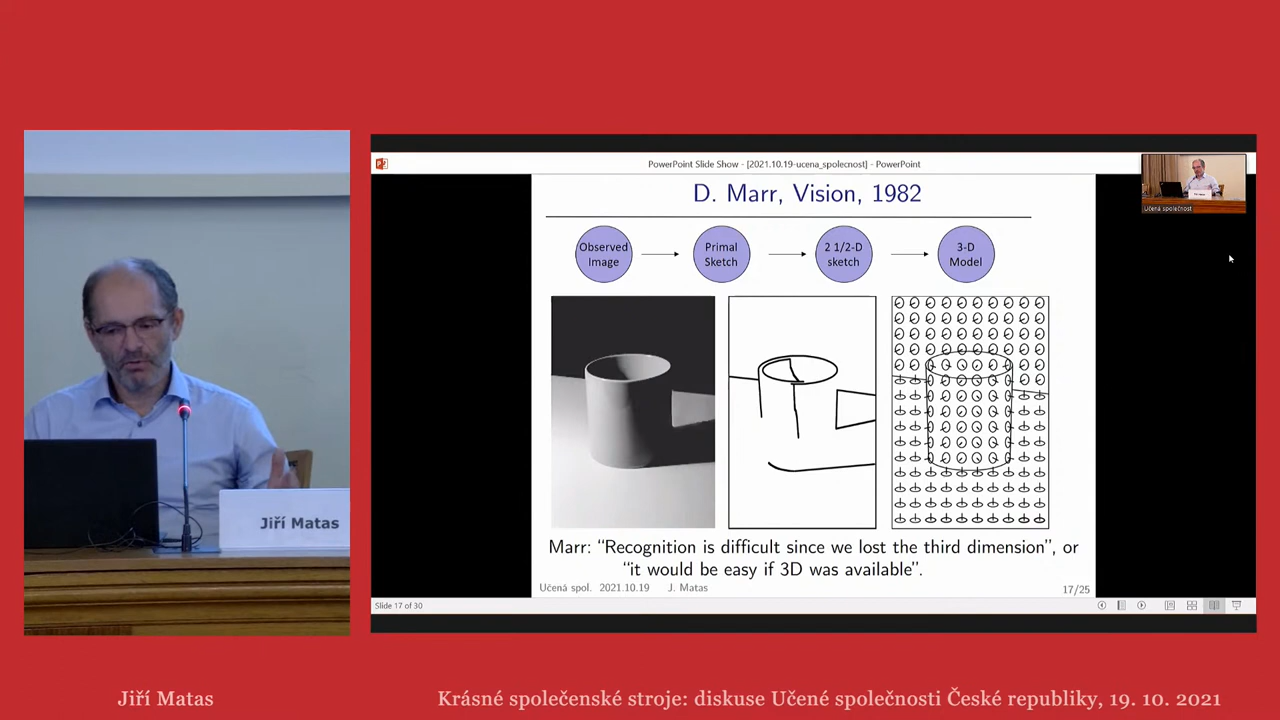 PowerPoint Slide Show - [2021.10.19-ucena_spolecnost] - PowerPoint
D. Marr, Vision, 1982
Učená společnost
Observed
Image
Primal
Sketch
2 1/2-D
sketch
3-D
Model
Marr: “Recognition is difficult since we lost the third dimension”, or
“it would be easy if 3D was available”.
Učená spol. 2021.10.19 J. Matas
17/25
Slide 17 of 30
Jiří Matas
Jiří Matas
Krásné společenské stroje: diskuse Učené společnosti České republiky, 19. 10. 2021